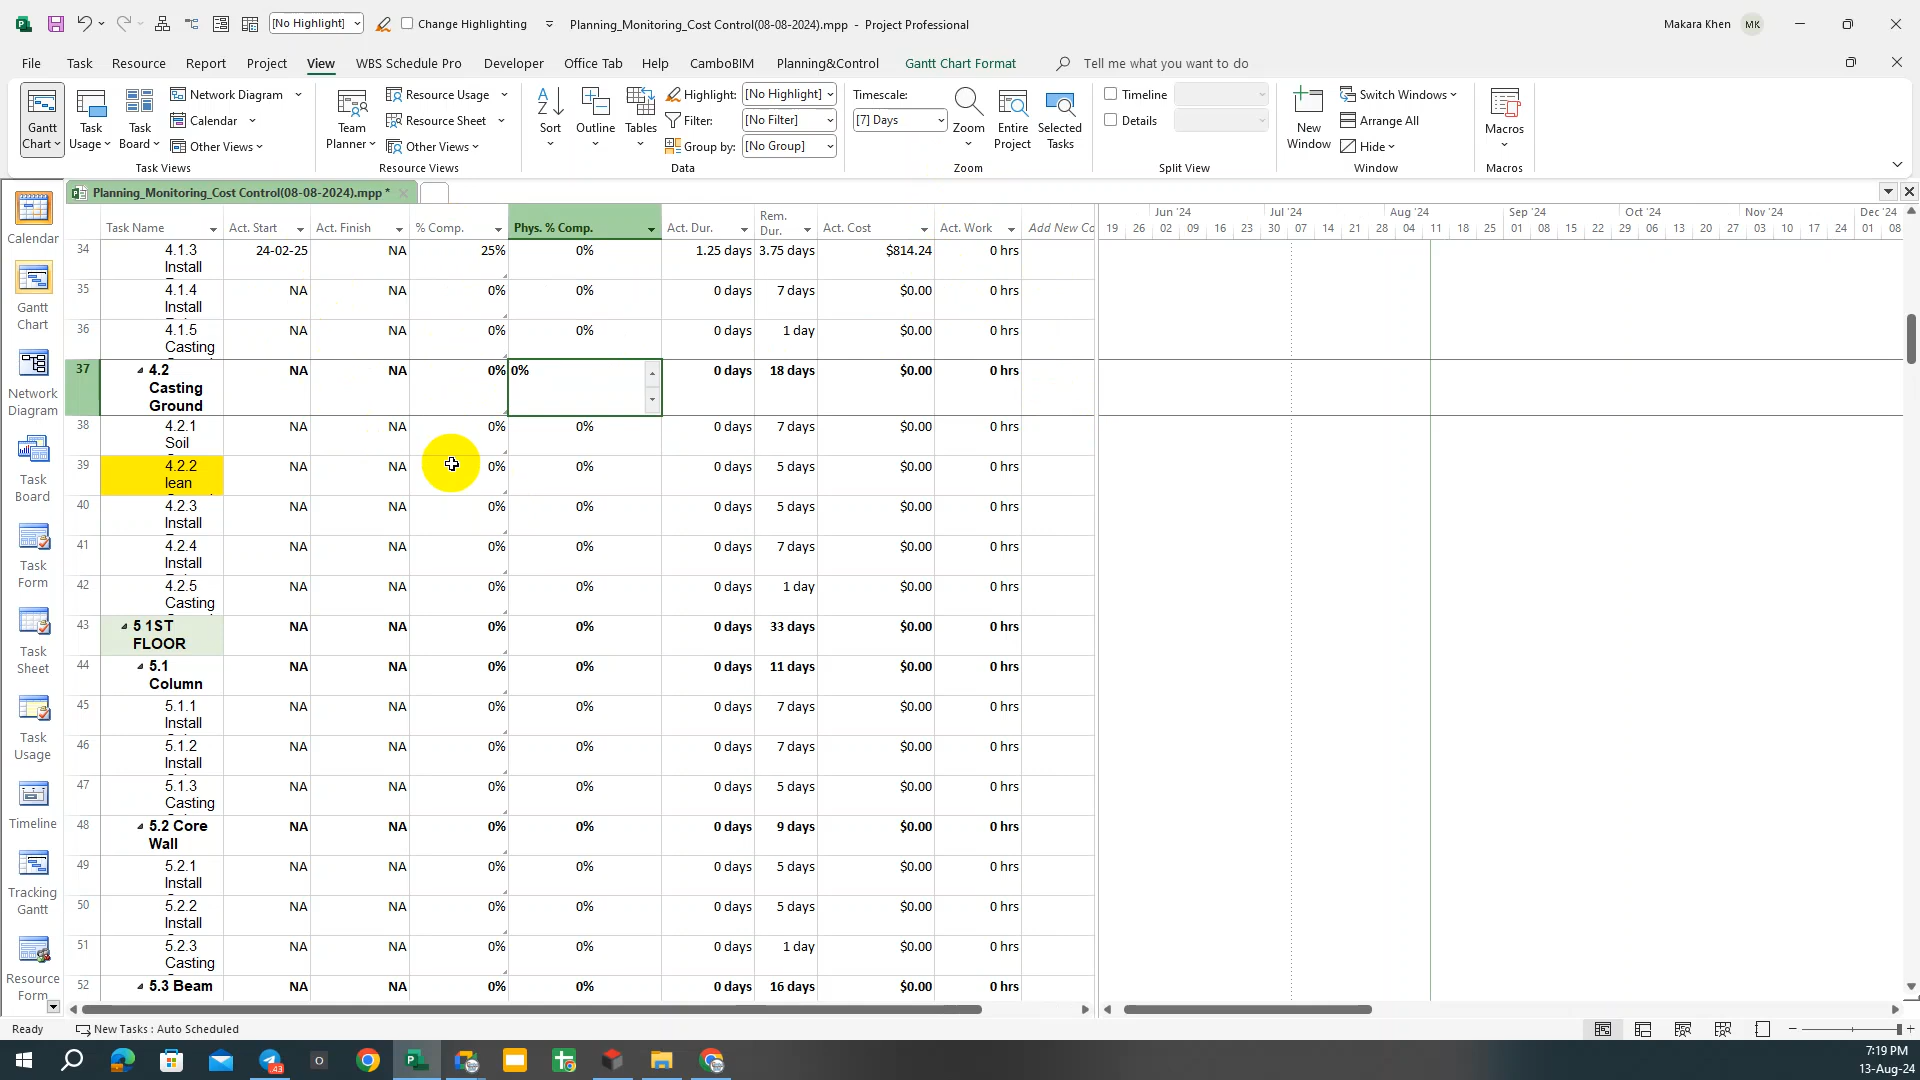 [No Highlight] Change Highlighting Planning_Monitoring_Cost Control(08-08-2024).mpp - Project Professional Makara Khen MK
File Task Resource Report Project View WBS Schedule Pro Developer Office Tab Help CamboBIM Planning&Control Gantt Chart Format Tell me what you want to do
Gantt Chart
Task Usage
Task Board
Network Diagram
Calendar
Other Views
Task Views
Team Planner
Resource Usage
Resource Sheet
Other Views
Resource Views
Sort
Outline
Tables
Highlight: [No Highlight]
Filter: [No Filter]
Group by: [No Group]
Data
Timescale:
[7] Days
Zoom
Entire Project
Selected Tasks
Zoom
Timeline
Details
Split View
New Window
Switch Windows
Arrange All
Hide
Window
Macros
Macros
Planning_Monitoring_Cost Control(08-08-2024).mpp *
Calendar
Gantt Chart
Network Diagram
Task Board
Task Form
Task Sheet
Task Usage
Timeline
Tracking Gantt
Resource Form
Task Name Act. Start Act. Finish % Comp. Phys. % Comp. Act. Dur. Rem. Dur. Act. Cost Act. Work Add New Co
Jun '24 Jul '24 Aug '24 Sep '24 Oct '24 Nov '24 Dec '24
19 26 02 09 16 23 30 07 14 21 28 04 11 18 25 01 08 15 22 29 06 13 20 27 03 10 17 24 01 08
34 4.1.3 Install 24-02-25 NA 25% 0% 1.25 days 3.75 days $814.24 0 hrs
35 4.1.4 Install NA NA 0% 0% 0 days 7 days $0.00 0 hrs
36 4.1.5 Casting NA NA 0% 0% 0 days 1 day $0.00 0 hrs
37 4.2 Casting Ground NA NA 0% 0% 0 days 18 days $0.00 0 hrs
38 4.2.1 Soil NA NA 0% 0% 0 days 7 days $0.00 0 hrs
39 4.2.2 lean NA NA 0% 0% 0 days 5 days $0.00 0 hrs
40 4.2.3 Install NA NA 0% 0% 0 days 5 days $0.00 0 hrs
41 4.2.4 Install NA NA 0% 0% 0 days 7 days $0.00 0 hrs
42 4.2.5 Casting NA NA 0% 0% 0 days 1 day $0.00 0 hrs
43 5 1ST FLOOR NA NA 0% 0% 0 days 33 days $0.00 0 hrs
44 5.1 Column NA NA 0% 0% 0 days 11 days $0.00 0 hrs
45 5.1.1 Install NA NA 0% 0% 0 days 7 days $0.00 0 hrs
46 5.1.2 Install NA NA 0% 0% 0 days 7 days $0.00 0 hrs
47 5.1.3 Casting NA NA 0% 0% 0 days 5 days $0.00 0 hrs
48 5.2 Core Wall NA NA 0% 0% 0 days 9 days $0.00 0 hrs
49 5.2.1 Install NA NA 0% 0% 0 days 5 days $0.00 0 hrs
50 5.2.2 Install NA NA 0% 0% 0 days 5 days $0.00 0 hrs
51 5.2.3 Casting NA NA 0% 0% 0 days 1 day $0.00 0 hrs
52 5.3 Beam NA NA 0% 0% 0 days 16 days $0.00 0 hrs
Ready New Tasks : Auto Scheduled
43
7:19 PM
13-Aug-24